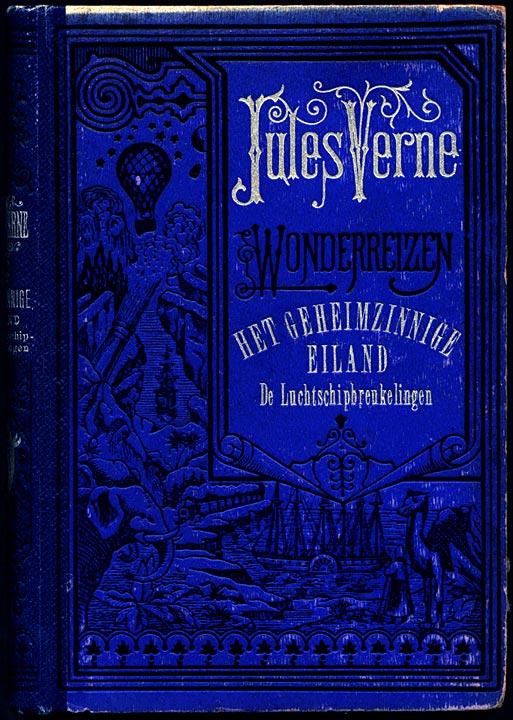 Jules Verne
Wonderreizen
HET GEHEIMZINNIGE
EILAND
De Luchtschipbreukelingen